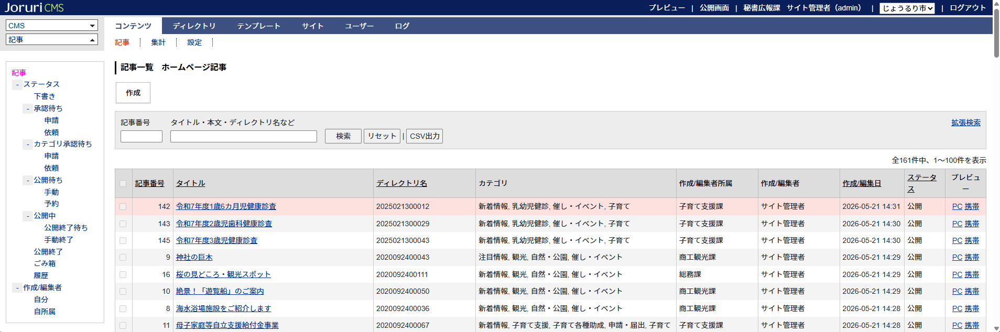 Joruri CMS
プレビュー | 公開画面 | 秘書広報課 サイト管理者（admin） | じょうるり市 | ログアウト
CMS
記事
コンテンツ ディレクトリ テンプレート サイト ユーザー ログ
記事 集計 設定
記事
- ステータス
下書き
- 承認待ち
申請
依頼
- カテゴリ承認待ち
申請
依頼
- 公開待ち
手動
予約
- 公開中
公開終了待ち
手動終了
公開終了
ごみ箱
履歴
- 作成/編集者
自分
自所属
記事一覧 ホームページ記事
作成
記事番号 タイトル・本文・ディレクトリ名など 拡張検索
検索 リセット | CSV出力
全161件中、1～100件を表示
記事番号 タイトル ディレクトリ名 カテゴリ 作成/編集者所属 作成/編集者 作成/編集日 ステータス プレビュー
142 令和7年度1歳6カ月児健康診査 2025021300012 新着情報, 乳幼児健診, 催し・イベント, 子育て 子育て支援課 サイト管理者 2026-05-21 14:31 公開 PC 携帯
143 令和7年度2歳児歯科健康診査 2025021300029 新着情報, 乳幼児健診, 催し・イベント, 子育て 子育て支援課 サイト管理者 2026-05-21 14:30 公開 PC 携帯
145 令和7年度3歳児健康診査 2025021300043 新着情報, 乳幼児健診, 催し・イベント, 子育て 子育て支援課 サイト管理者 2026-05-21 14:30 公開 PC 携帯
9 神社の巨木 2020092400043 注目情報, 観光, 自然・公園, 催し・イベント 商工観光課 サイト管理者 2026-05-21 14:29 公開 PC 携帯
16 桜の見どころ・観光スポット 2020092400111 新着情報, 観光, 自然・公園, 催し・イベント 総務課 サイト管理者 2026-05-21 14:29 公開 PC 携帯
10 絶景！「遊覧船」のご案内 2020092400050 新着情報, 観光, 自然・公園, 催し・イベント 商工観光課 サイト管理者 2026-05-21 14:29 公開 PC 携帯
8 海水浴場施設をご紹介します 2020092400036 新着情報, 観光, 自然・公園, 催し・イベント 商工観光課 サイト管理者 2026-05-21 14:28 公開 PC 携帯
11 母子家庭等自立支援給付金事業 2020092400067 新着情報, 子育て支援, 子育て各種助成, 申請・届出, 子育て 子育て支援課 サイト管理者 2026-05-21 14:28 公開 PC 携帯